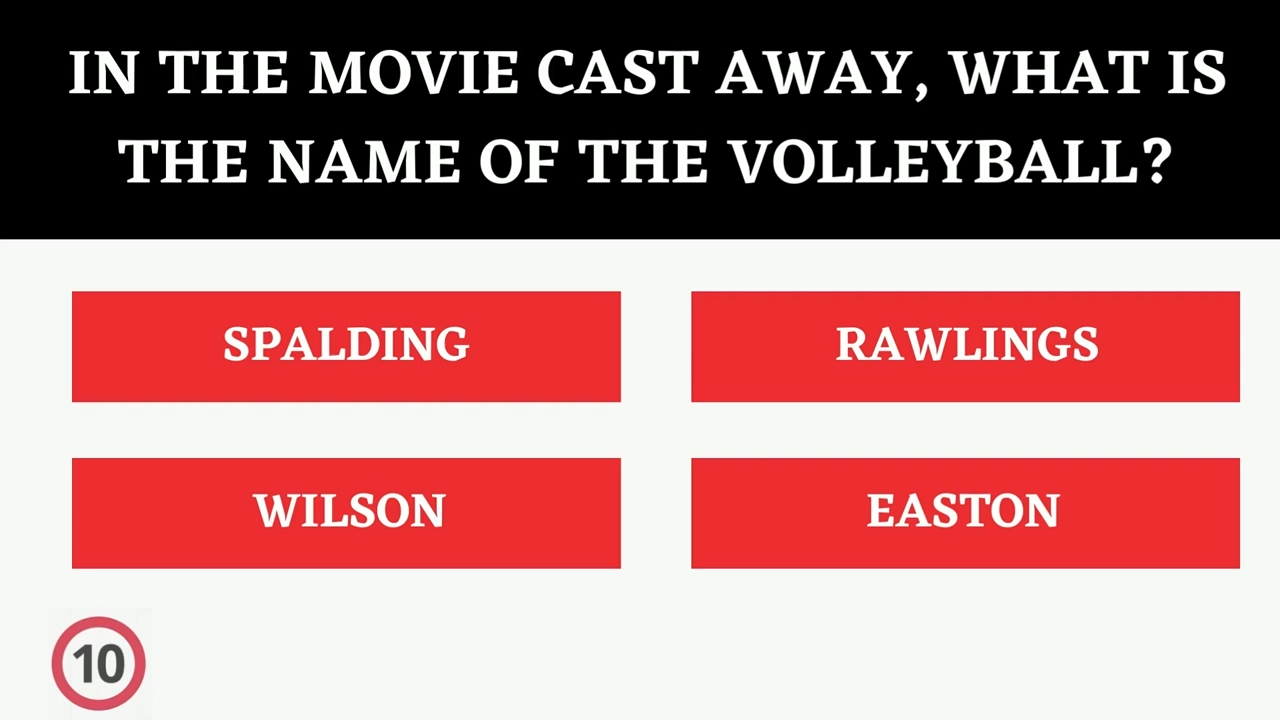 IN THE MOVIE CAST AWAY, WHAT IS
THE NAME OF THE VOLLEYBALL?
SPALDING
RAWLINGS
WILSON
EASTON
10